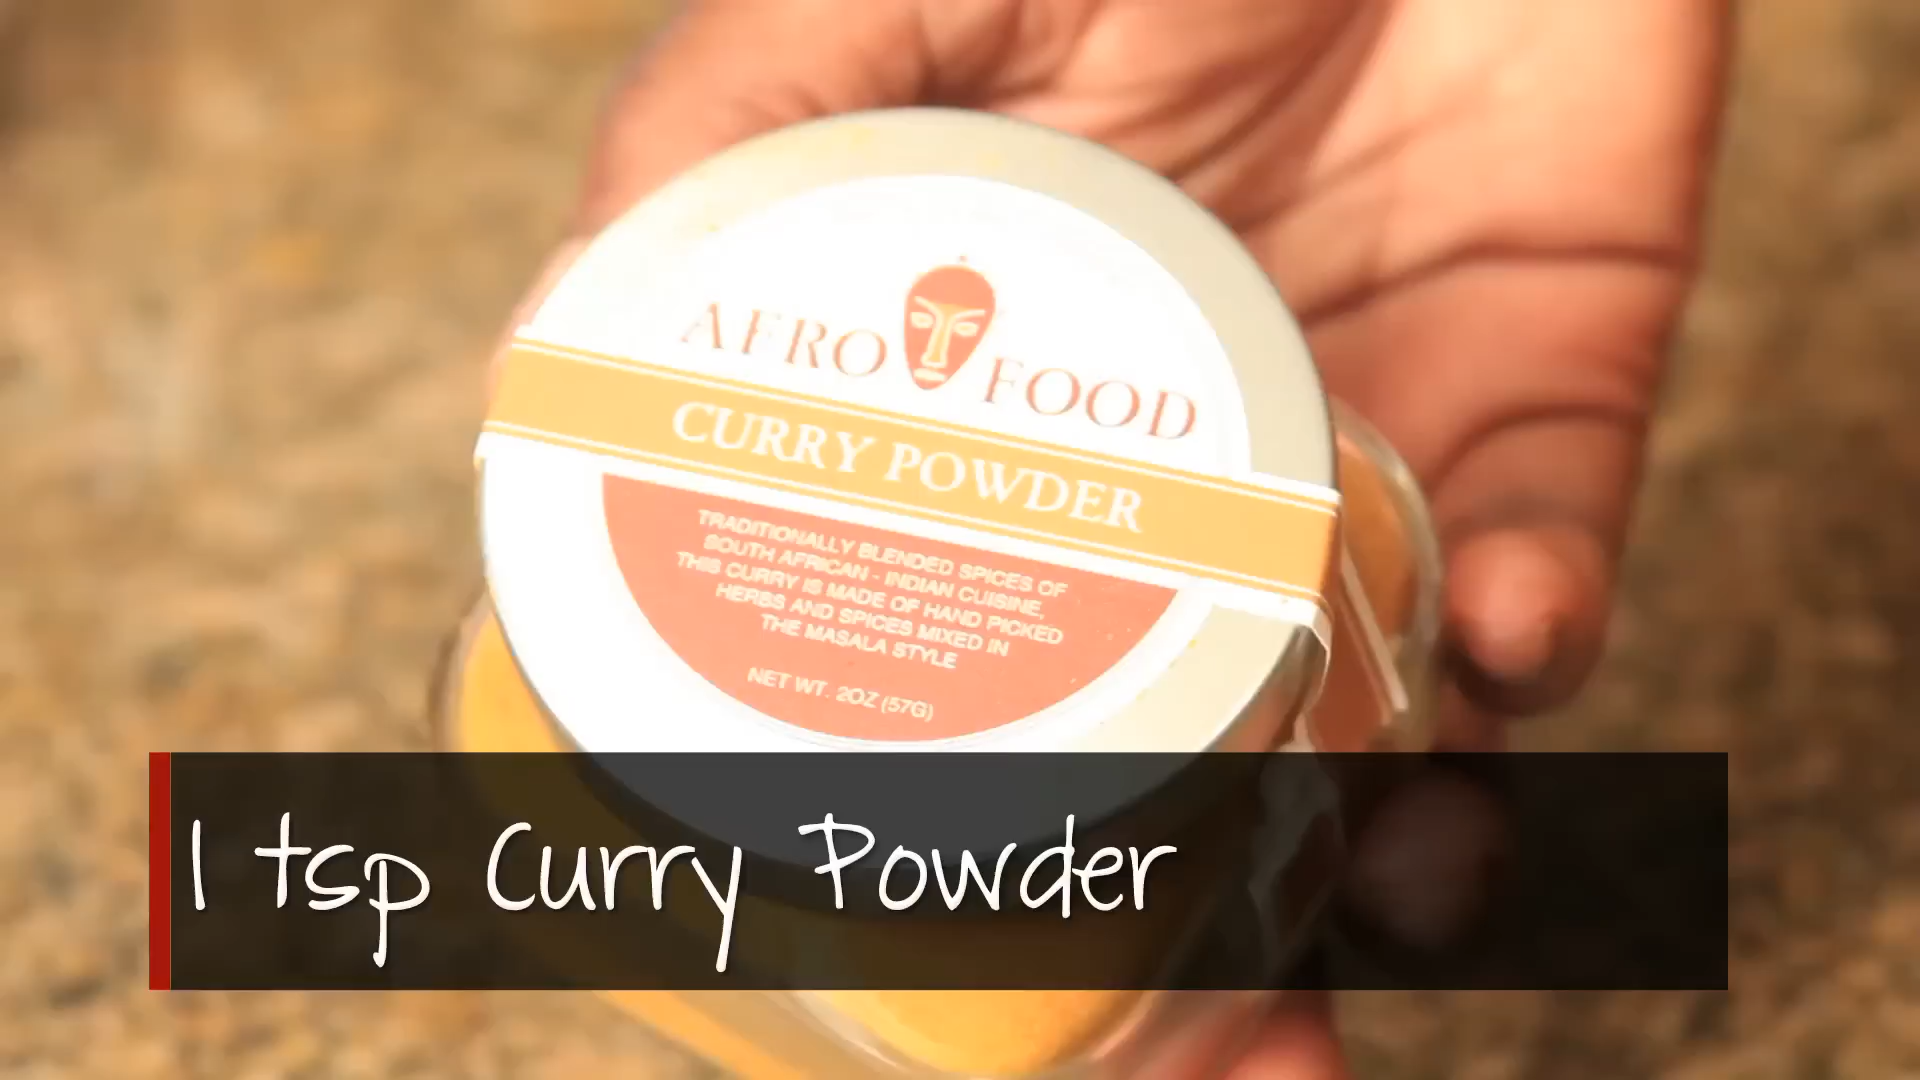 AFRO FOOD
CURRY POWDER
TRADITIONALLY BLENDED SPICES OF
SOUTH AFRICAN - INDIAN CUISINE,
THIS CURRY IS MADE OF HAND PICKED
HERBS AND SPICES MIXED IN
THE MASALA STYLE
NET WT. 2OZ (57G)
1 tsp Curry Powder